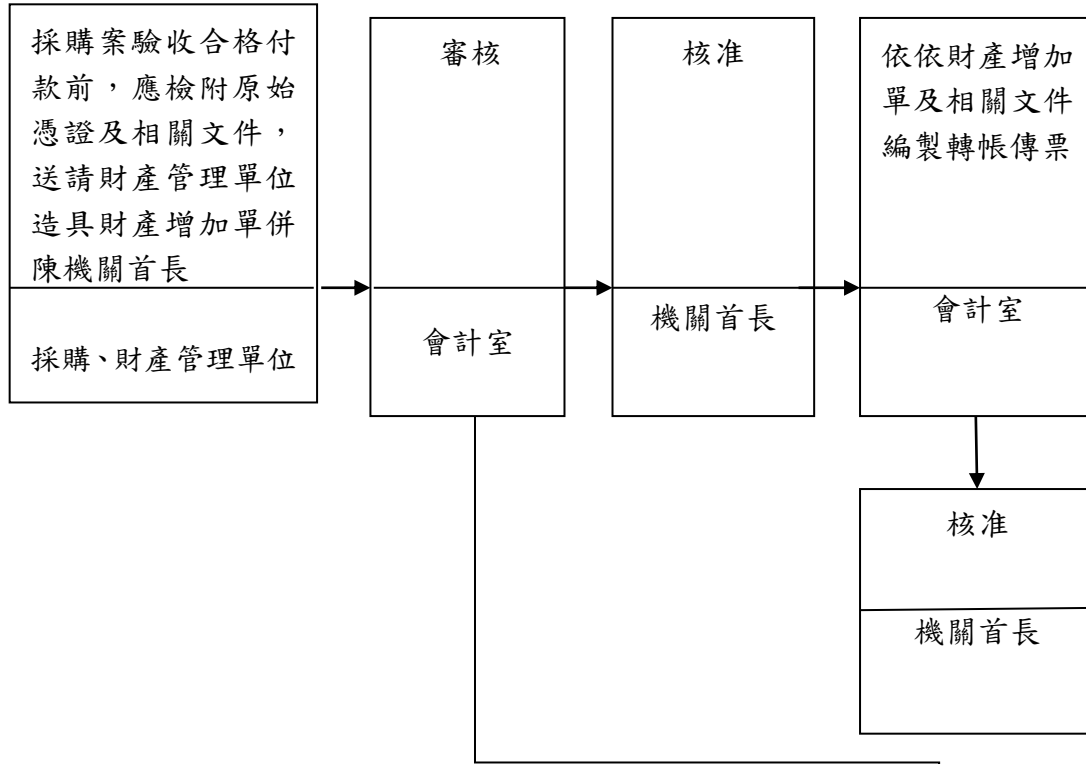 採購案驗收合格付
款前，應檢附原始
憑證及相關文件，
送請財產管理單位
造具財產增加單併
陳機關首長
採購、財產管理單位
審核
會計室
核准
機關首長
依依財產增加
單及相關文件
編製轉帳傳票
會計室
核准
機關首長